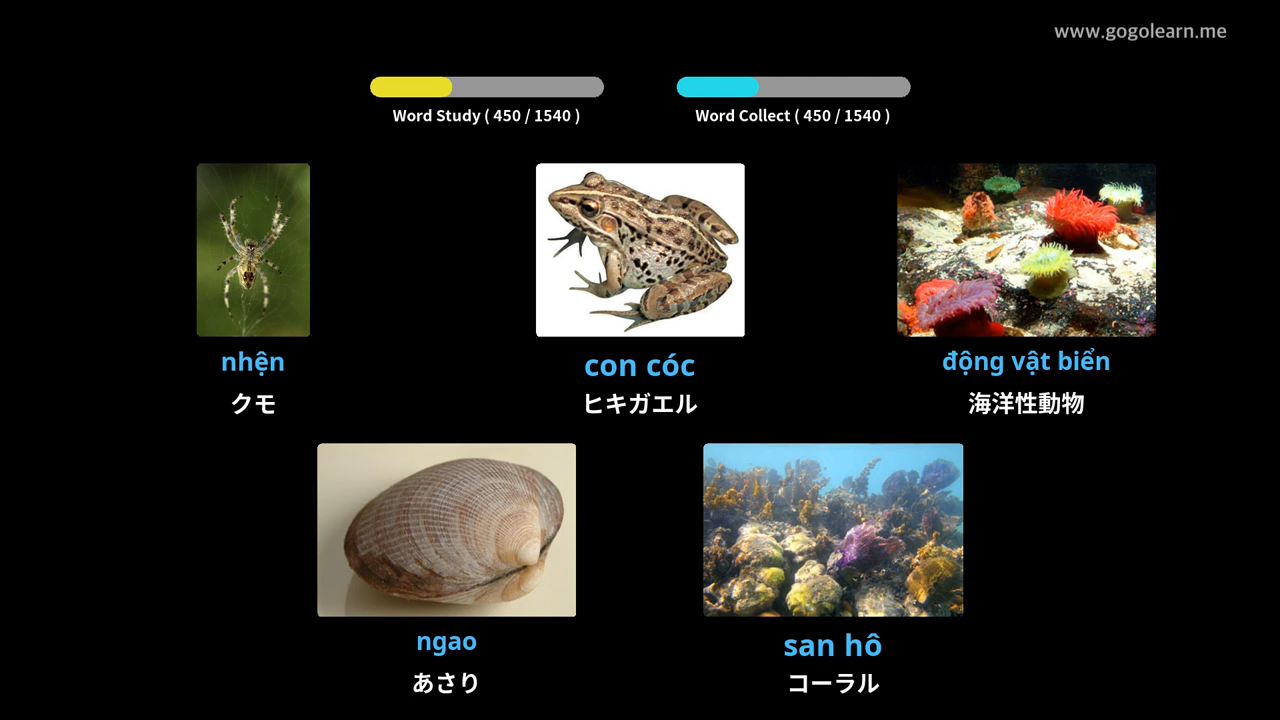 www.gogolearn.me
Word Study ( 450 / 1540 )
Word Collect ( 450 / 1540 )
nhện
クモ
con cóc
ヒキガエル
động vật biển
海洋性動物
ngao
あさり
san hô
コーラル